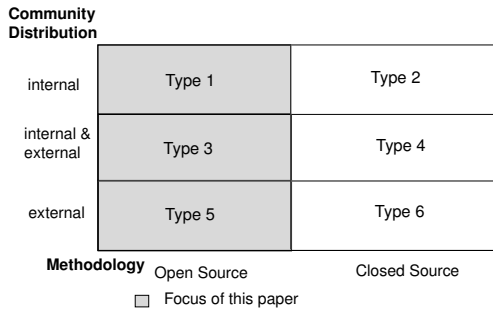 Community
Distribution
internal
Type 1
Type 2
internal &
external
Type 3
Type 4
external
Type 5
Type 6
Methodology
Open Source
Closed Source
Focus of this paper